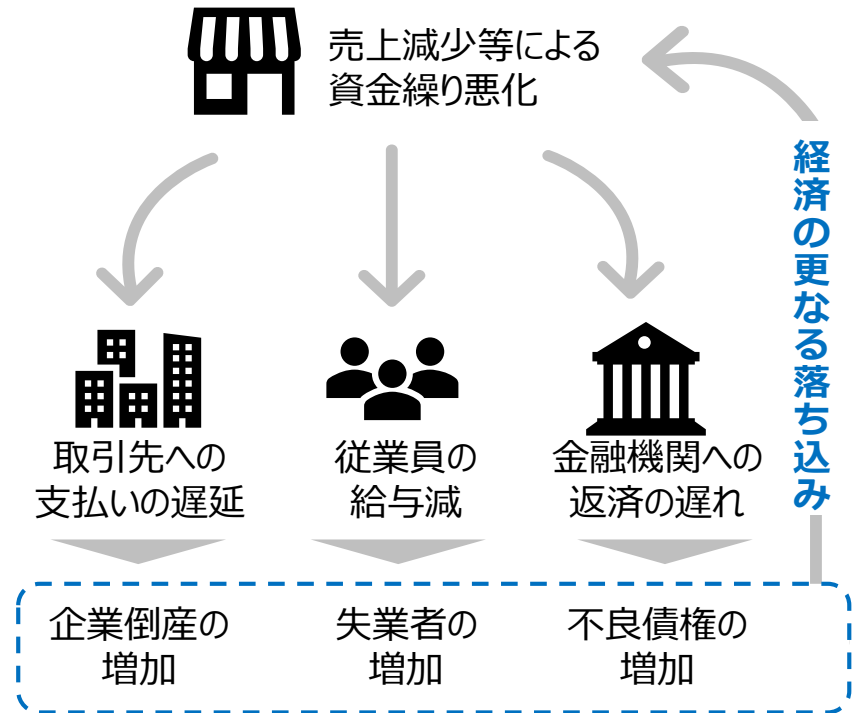 売上減少等による
資金繰り悪化
取引先への
支払いの遅延
従業員の
給与減
金融機関への
返済の遅れ
企業倒産の
増加
失業者の
増加
不良債権の
増加
経済の更なる落ち込み